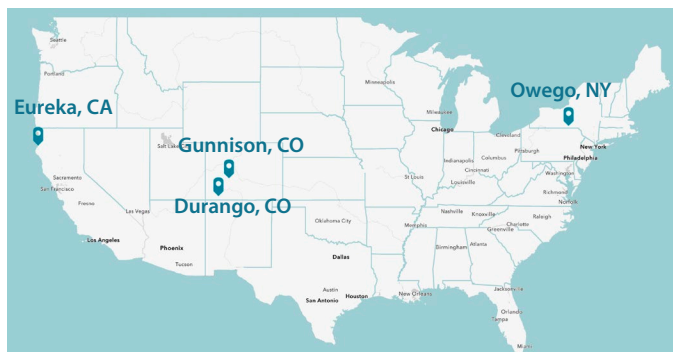 Seattle
Portland
Minneapolis
Owego, NY
Eureka, CA
Milwaukee
Chicago
Cleveland
Gunnison, CO
Salt Lake
New York
Pittsburgh
Philadelphia
Indianapolis
Columbus
Sacramento
San Francisco
St Louis
Cincinnati
Washington
Louisville
Richmond
Fresno
Durango, CO
Norfolk
Las Vegas
Nashville
Knoxville
Raleigh
Oklahoma City
Memphis
Charlotte
Greenville
Los Angeles
Phoenix
Birmingham
Atlanta
Tucson
Dallas
Austin
San Antonio
Houston
New Orleans
Jacksonville
Orlando
Tampa
Miami